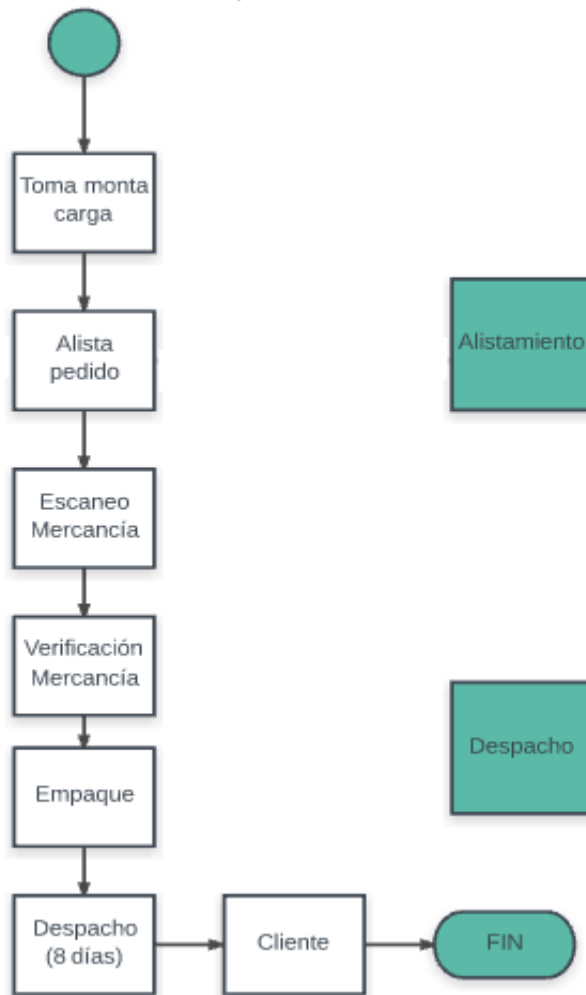 Toma monta
carga
Alista
pedido
Alistamiento
Escaneo
Mercancía
Verificación
Mercancía
Despacho
Empaque
Despacho
(8 días)
Cliente
FIN